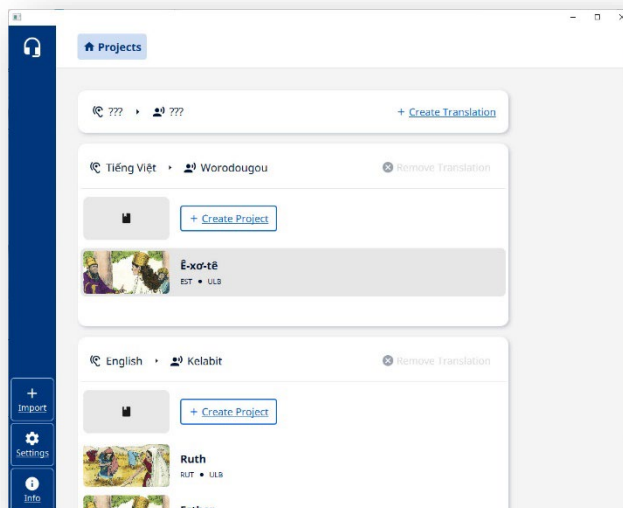 Projects
??? ???
+ Create Translation
Tiếng Việt Worodougou
Remove Translation
+ Create Project
Ê-xơ-tê
EST • ULB
English Kelabit
Remove Translation
+ Create Project
Ruth
RUT • ULB
+
Import
Settings
Info